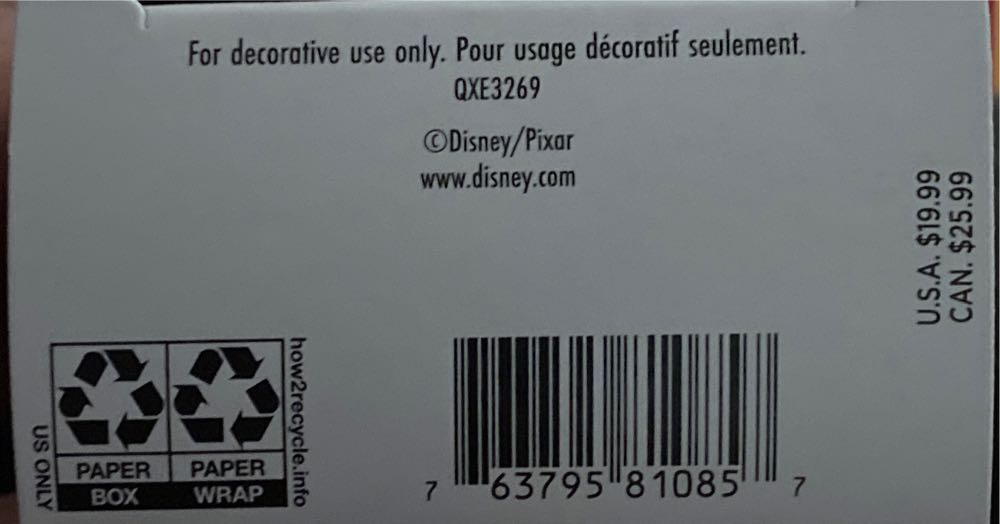 For decorative use only. Pour usage décoratif seulement.
QXE3269
©Disney/Pixar
www.disney.com
U.S.A. $19.99
CAN. $25.99
US ONLY
PAPER
BOX
PAPER
WRAP
how2recycle.info
7 63795 81085 7